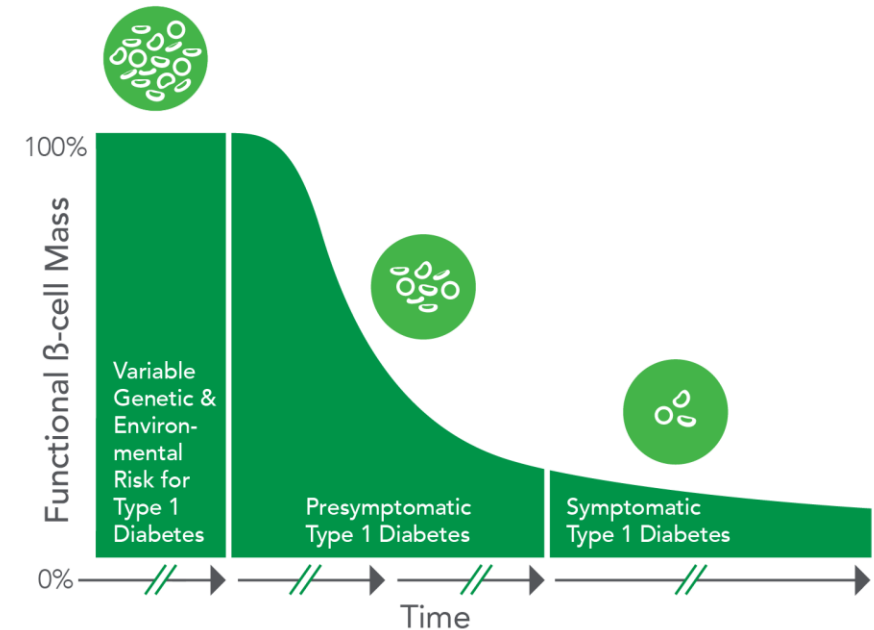 100%
Functional ß-cell Mass
Variable
Genetic &
Environ-
mental
Risk for
Type 1
Diabetes
Presymptomatic
Type 1 Diabetes
Symptomatic
Type 1 Diabetes
0%
Time